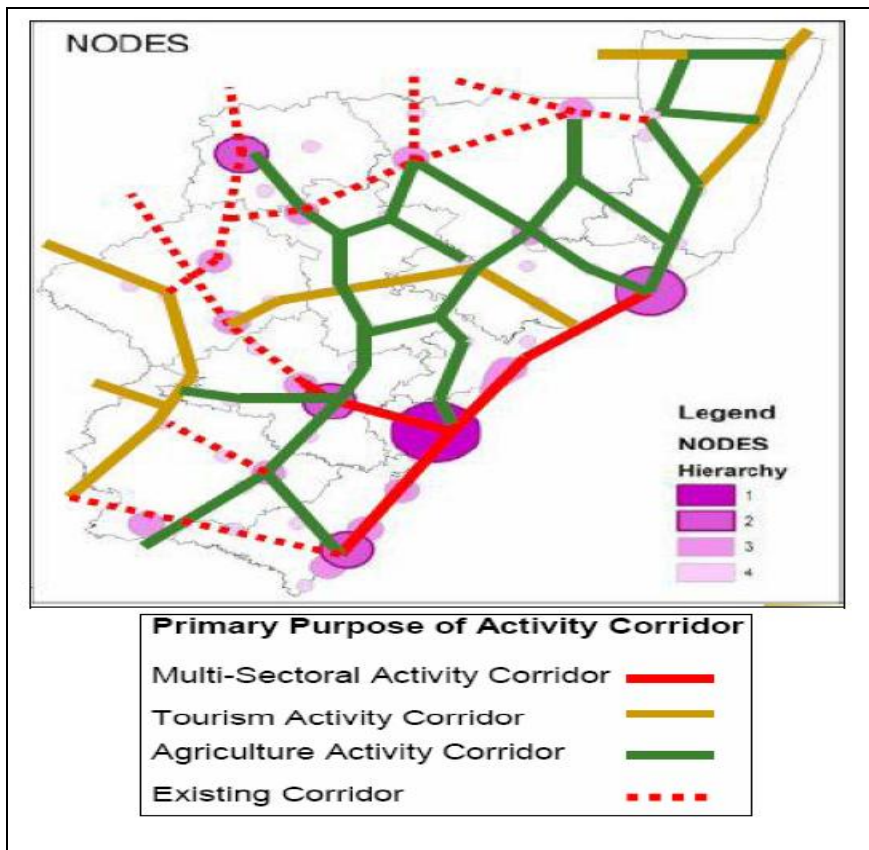 NODES
Legend
NODES
Hierarchy
1
2
3
4
Primary Purpose of Activity Corridor
Multi-Sectoral Activity Corridor
Tourism Activity Corridor
Agriculture Activity Corridor
Existing Corridor